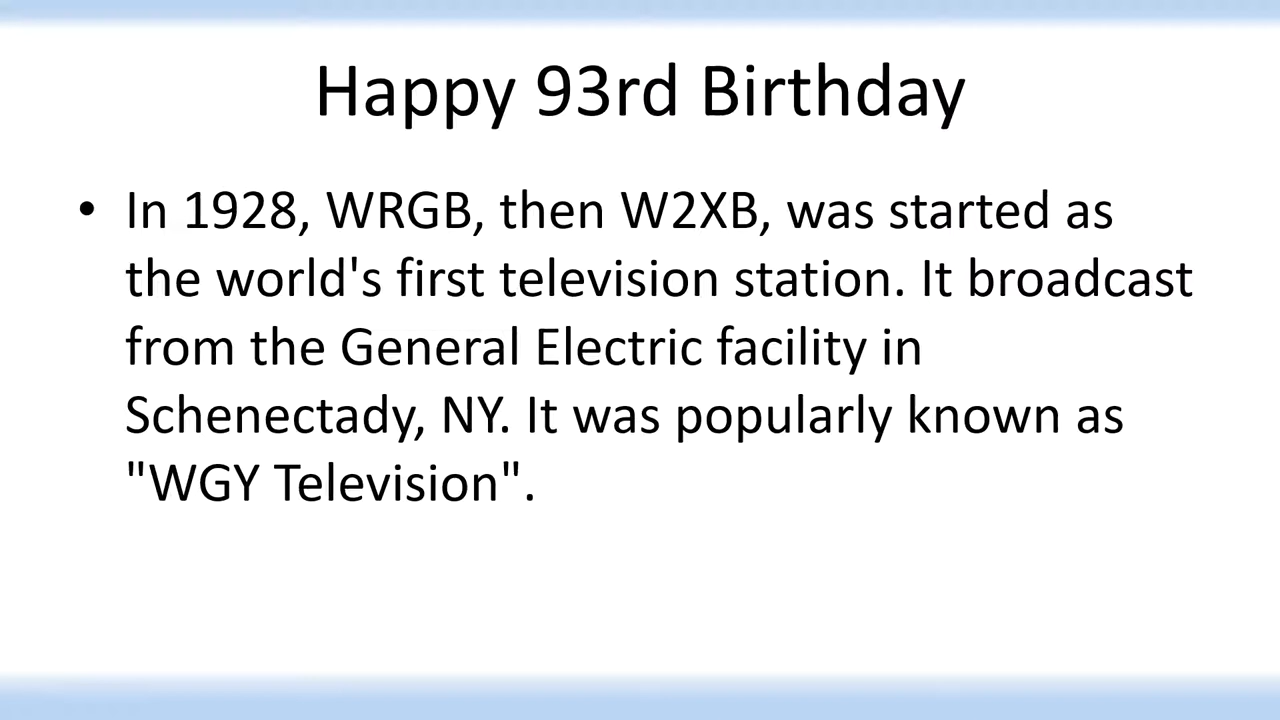 Happy 93rd Birthday
• In 1928, WRGB, then W2XB, was started as
the world's first television station. It broadcast
from the General Electric facility in
Schenectady, NY. It was popularly known as
"WGY Television".